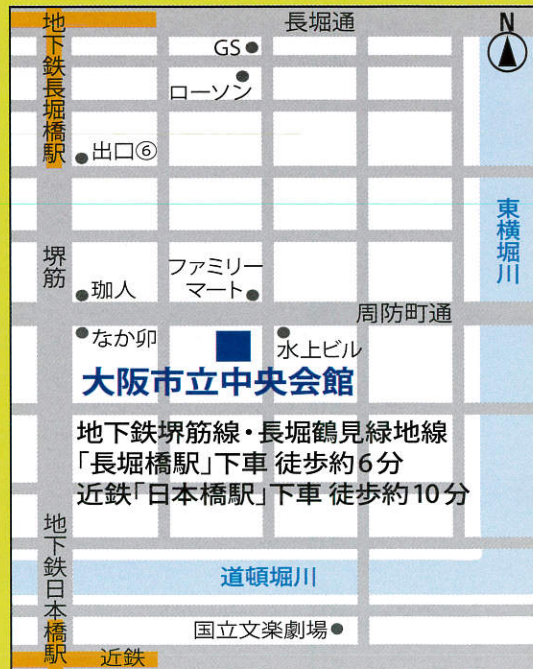 長堀通
N
地下鉄長堀橋駅
GS
ローソン
出口⑥
東横堀川
堺筋
ファミリー
マート
珈人
周防町通
なか卯
水上ビル
大阪市立中央会館
地下鉄堺筋線・長堀鶴見緑地線
「長堀橋駅」下車 徒歩約6分
近鉄「日本橋駅」下車 徒歩約10分
地下鉄日本橋駅
道頓堀川
国立文楽劇場
近鉄